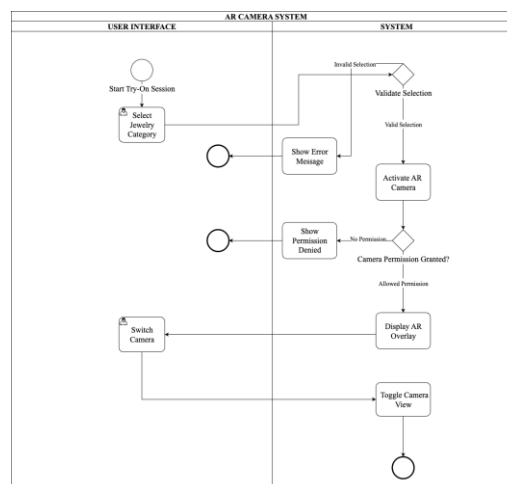 AR CAMERA SYSTEM
USER INTERFACE
SYSTEM
Start Try-On Session
Select
Jewelry
Category
Invalid Selection
Validate Selection
Valid Selection
Show Error
Message
Activate AR
Camera
Show
Permission
Denied
No Permission
Camera Permission Granted?
Allowed Permission
Switch
Camera
Display AR
Overlay
Toggle Camera
View